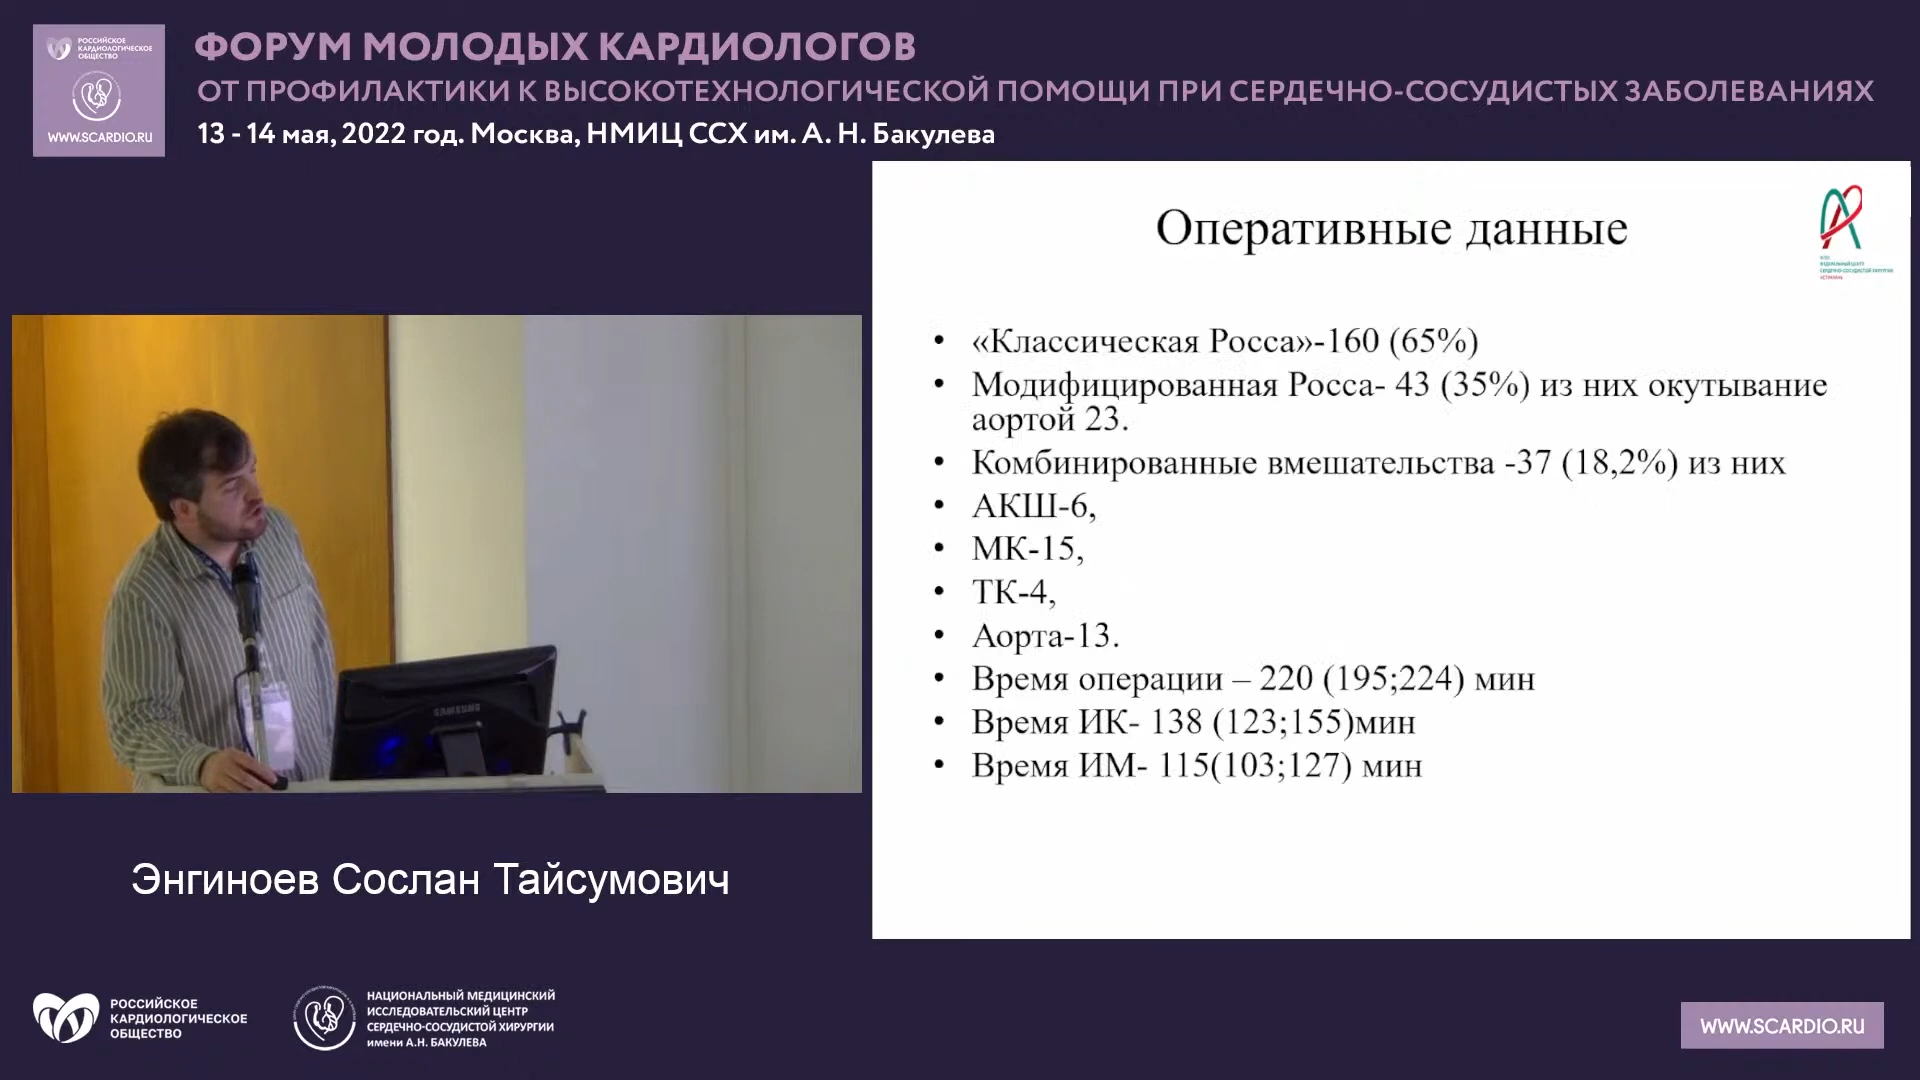 РОССИЙСКОЕ
КАРДИОЛОГИЧЕСКОЕ
ОБЩЕСТВО
WWW.SCARDIO.RU
ФОРУМ МОЛОДЫХ КАРДИОЛОГОВ
ОТ ПРОФИЛАКТИКИ К ВЫСОКОТЕХНОЛОГИЧЕСКОЙ ПОМОЩИ ПРИ СЕРДЕЧНО-СОСУДИСТЫХ ЗАБОЛЕВАНИЯХ
13 - 14 мая, 2022 год. Москва, НМИЦ ССХ им. А. Н. Бакулева
Оперативные данные
• «Классическая Росса»-160 (65%)
• Модифицированная Росса- 43 (35%) из них окутывание
аортой 23.
• Комбинированные вмешательства -37 (18,2%) из них
• АКШ-6,
• МК-15,
• ТК-4,
• Аорта-13.
• Время операции – 220 (195;224) мин
• Время ИК- 138 (123;155)мин
• Время ИМ- 115(103;127) мин
SAMSUNG
Энгиноев Сослан Тайсумович
РОССИЙСКОЕ
КАРДИОЛОГИЧЕСКОЕ
ОБЩЕСТВО
НАЦИОНАЛЬНЫЙ МЕДИЦИНСКИЙ
ИССЛЕДОВАТЕЛЬСКИЙ ЦЕНТР
СЕРДЕЧНО-СОСУДИСТОЙ ХИРУРГИИ
имени А.Н. БАКУЛЕВА
WWW.SCARDIO.RU